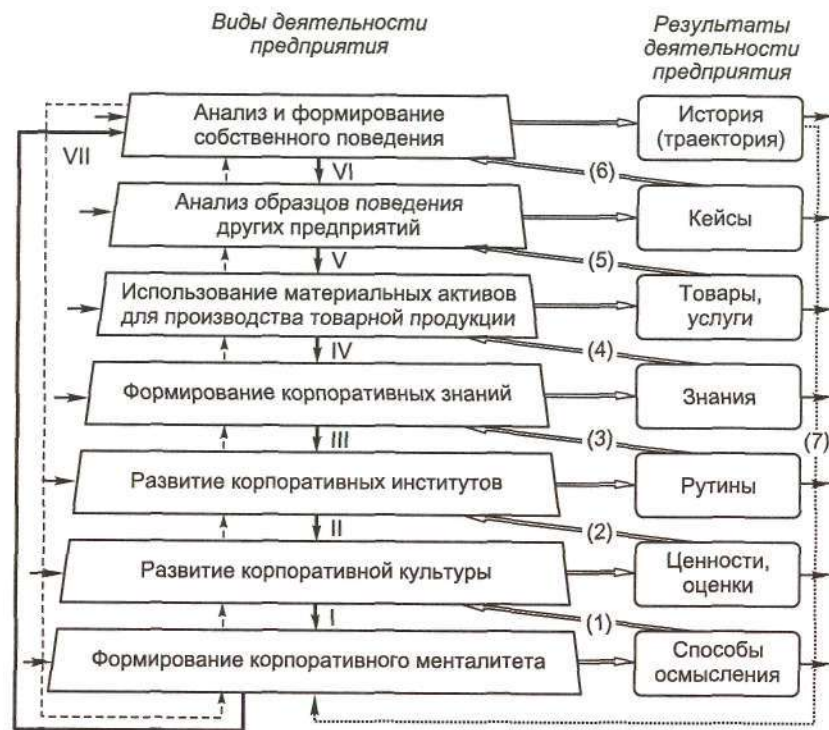 Виды деятельности
предприятия
Результаты
деятельности
предприятия
Анализ и формирование
собственного поведения
История
(траектория)
VII
VI
(6)
Анализ образцов поведения
других предприятий
Кейсы
V
(5)
Использование материальных активов
для производства товарной продукции
Товары,
услуги
IV
(4)
Формирование корпоративных знаний
Знания
III
(3)
(7)
Развитие корпоративных институтов
Рутины
II
(2)
Развитие корпоративной культуры
Ценности,
оценки
I
(1)
Формирование корпоративного менталитета
Способы
осмысления